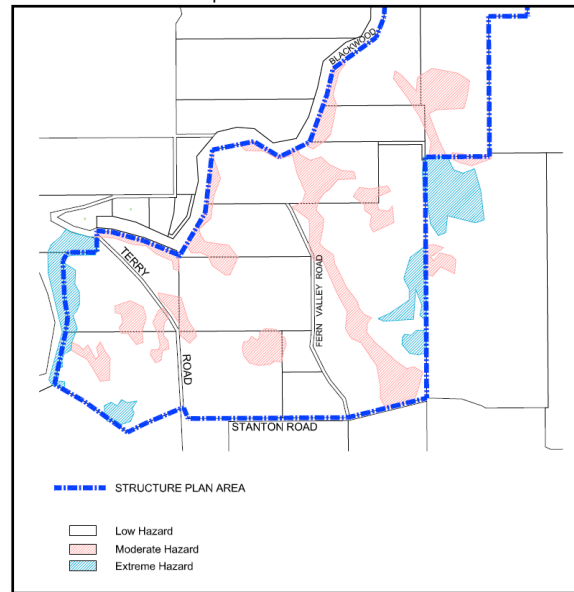 BLACKWOOD
TERRY
ROAD
FERN VALLEY ROAD
STANTON ROAD
STRUCTURE PLAN AREA
Low Hazard
Moderate Hazard
Extreme Hazard